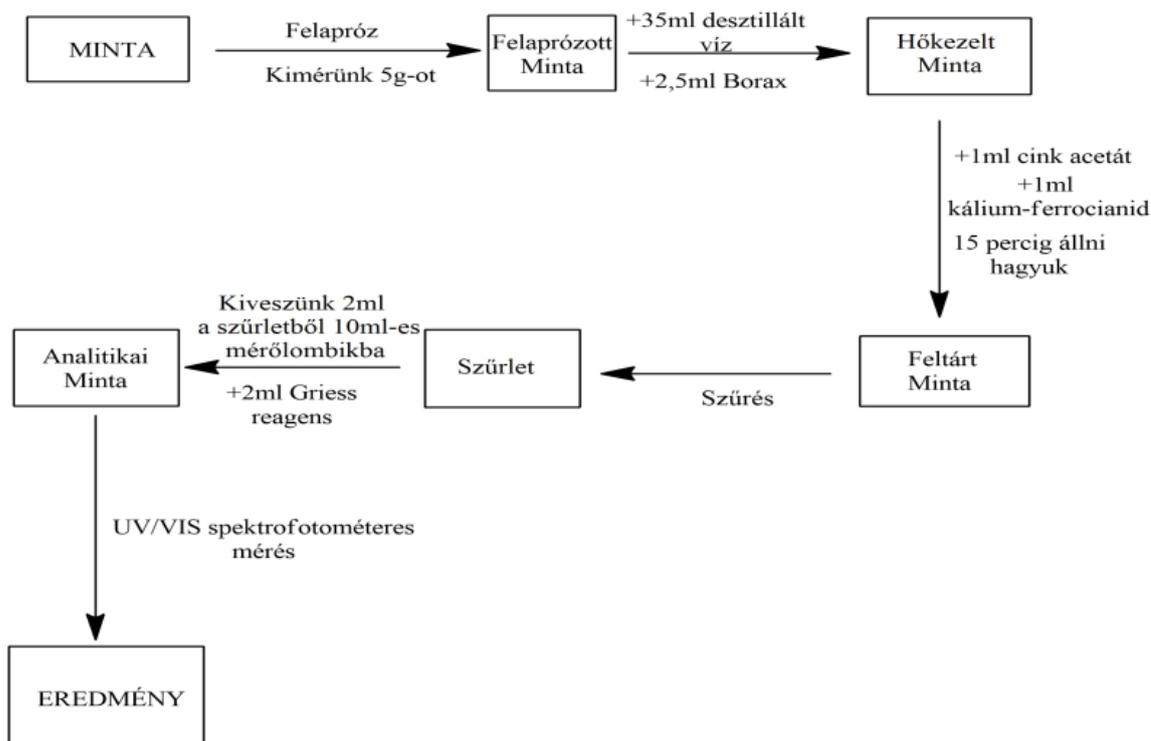 MINTA
Felapróz
Kimérünk 5g-ot
Felaprózott
Minta
+35ml desztillált
víz
+2,5ml Borax
Hőkezelt
Minta
+1ml cink acetát
+1ml
kálium-ferrocianid
15 percig állni
hagyuk
Feltárt
Minta
Szűrés
Szűrlet
Kiveszünk 2ml
a szűrletből 10ml-es
mérőlombikba
+2ml Griess
reagens
Analitikai
Minta
UV/VIS spektrofotométeres
mérés
EREDMÉNY